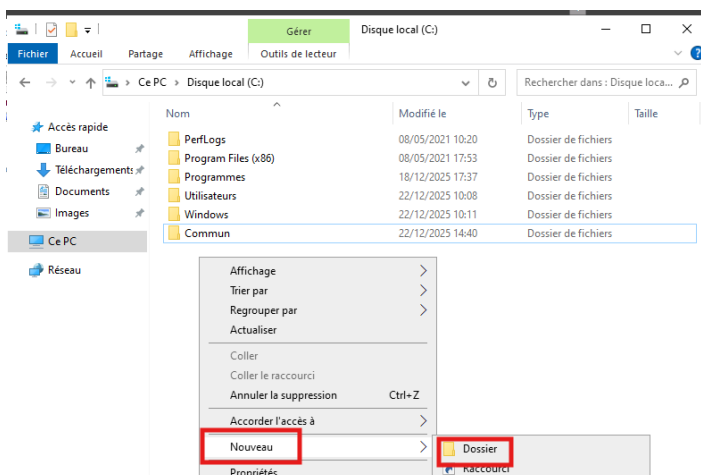 Gérer Disque local (C:)
Fichier Accueil Partage Affichage Outils de lecteur
Ce PC > Disque local (C:) Rechercher dans : Disque loca...
Nom Modifié le Type Taille
Accès rapide
Bureau
Téléchargements
Documents
Images
Ce PC
Réseau
PerfLogs 08/05/2021 10:20 Dossier de fichiers
Program Files (x86) 08/05/2021 17:53 Dossier de fichiers
Programmes 18/12/2025 17:37 Dossier de fichiers
Utilisateurs 22/12/2025 10:08 Dossier de fichiers
Windows 22/12/2025 10:11 Dossier de fichiers
Commun 22/12/2025 14:40 Dossier de fichiers
Affichage
Trier par
Regrouper par
Actualiser
Coller
Coller le raccourci
Annuler la suppression Ctrl+Z
Accorder l'accès à
Nouveau
Dossier
Raccourci
Propriétés